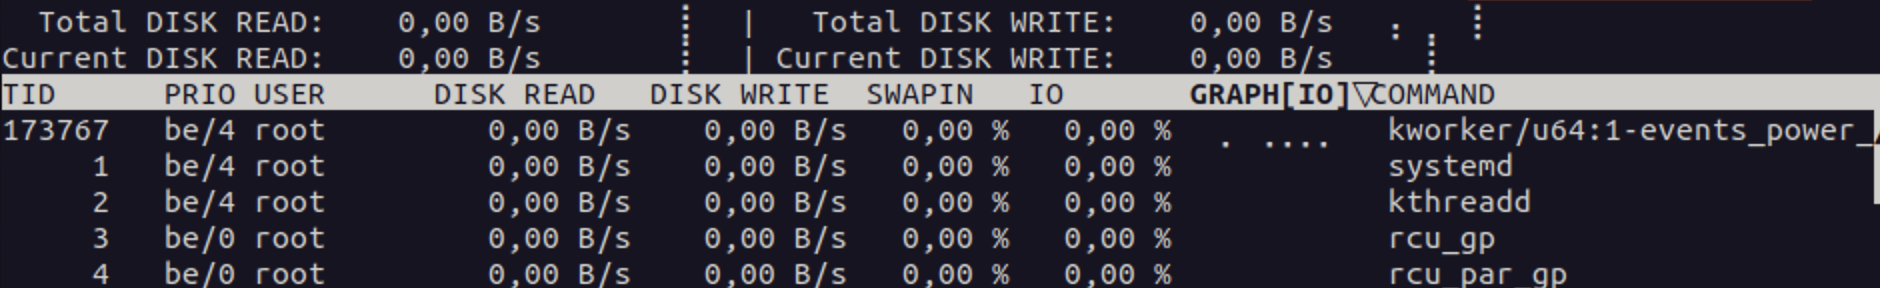 Total DISK READ: 0,00 B/s | Total DISK WRITE: 0,00 B/s
Current DISK READ: 0,00 B/s | Current DISK WRITE: 0,00 B/s
TID PRIO USER DISK READ DISK WRITE SWAPIN IO GRAPH[IO]▽COMMAND
173767 be/4 root 0,00 B/s 0,00 B/s 0,00 % 0,00 % . .... kworker/u64:1-events_power_
1 be/4 root 0,00 B/s 0,00 B/s 0,00 % 0,00 % systemd
2 be/4 root 0,00 B/s 0,00 B/s 0,00 % 0,00 % kthreadd
3 be/0 root 0,00 B/s 0,00 B/s 0,00 % 0,00 % rcu_gp
4 be/0 root 0,00 B/s 0,00 B/s 0,00 % 0,00 % rcu_par_gp